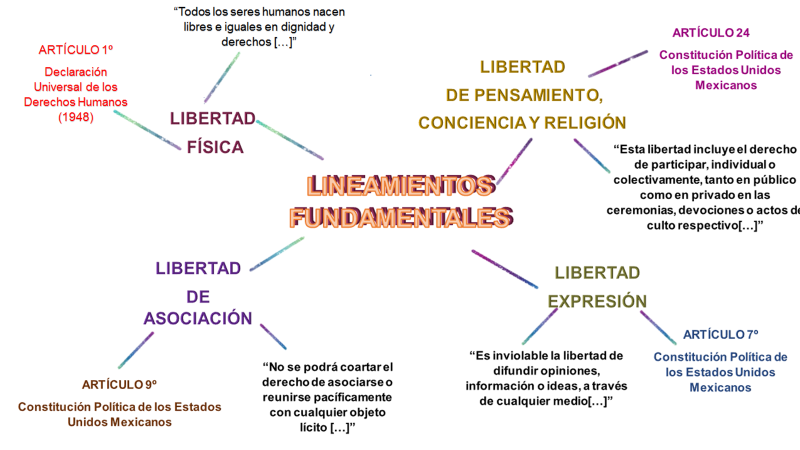 “Todos los seres humanos nacen
libres e iguales en dignidad y
derechos […]”
ARTÍCULO 1º
Declaración
Universal de los
Derechos Humanos
(1948)
LIBERTAD
FÍSICA
LIBERTAD
DE PENSAMIENTO,
CONCIENCIA Y RELIGIÓN
ARTÍCULO 24
Constitución Política de
los Estados Unidos
Mexicanos
“Esta libertad incluye el derecho
de participar, individual o
colectivamente, tanto en público
como en privado en las
ceremonias, devociones o actos de
culto respectivo[…]”
LINEAMIENTOS
FUNDAMENTALES
LIBERTAD
DE
ASOCIACIÓN
ARTÍCULO 9º
Constitución Política de los Estados
Unidos Mexicanos
“No se podrá coartar el
derecho de asociarse o
reunirse pacíficamente
con cualquier objeto
lícito […]”
LIBERTAD
EXPRESIÓN
“Es inviolable la libertad de
difundir opiniones,
información o ideas, a través
de cualquier medio[…]”
ARTÍCULO 7º
Constitución Política de
los Estados Unidos
Mexicanos